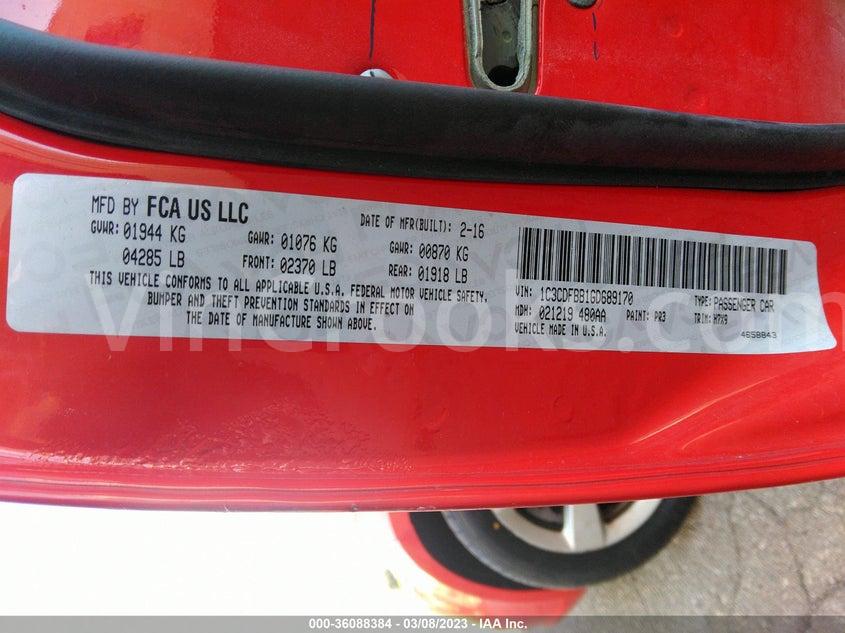 MFD BY FCA US LLC
DATE OF MFR(BUILT): 2-16
GVWR: 01944 KG
04285 LB
GAWR: 01076 KG
FRONT: 02370 LB
GAWR: 00870 KG
REAR: 01918 LB
THIS VEHICLE CONFORMS TO ALL APPLICABLE U.S.A. FEDERAL MOTOR VEHICLE SAFETY,
BUMPER AND THEFT PREVENTION STANDARDS IN EFFECT ON
THE DATE OF MANUFACTURE SHOWN ABOVE.
VIN: 1C3CDFBB1GD689170
TYPE: PASSENGER CAR
MDH: 021219 480AA
PAINT: PR3
TRIM: H7X9
VEHICLE MADE IN U.S.A.
4658843
000-36088384 - 03/08/2023 - IAA Inc.